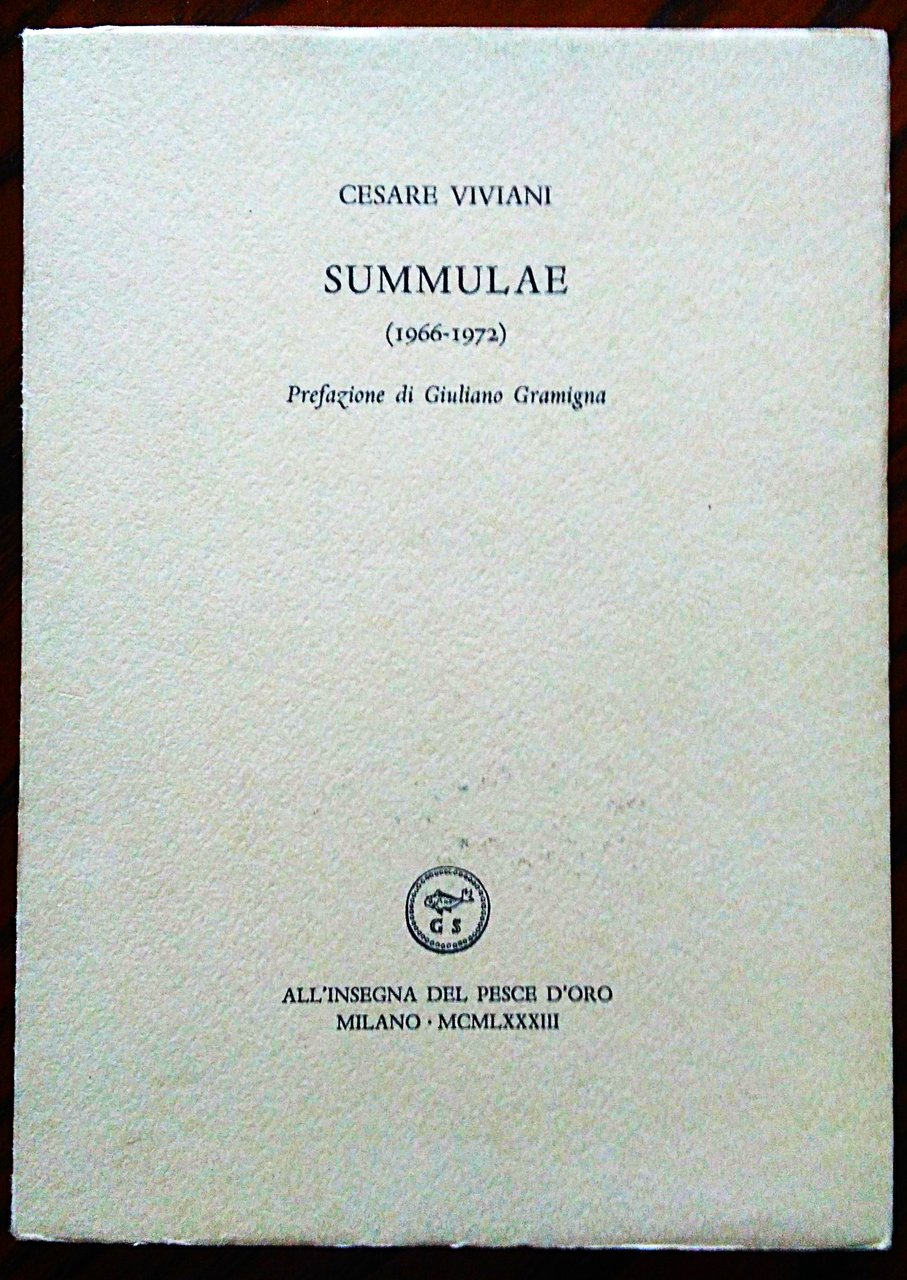 CESARE VIVIANI
SUMMULAE
(1966-1972)
Prefazione di Giuliano Gramigna
G S
ALL'INSEGNA DEL PESCE D'ORO
MILANO · MCMLXXXIII